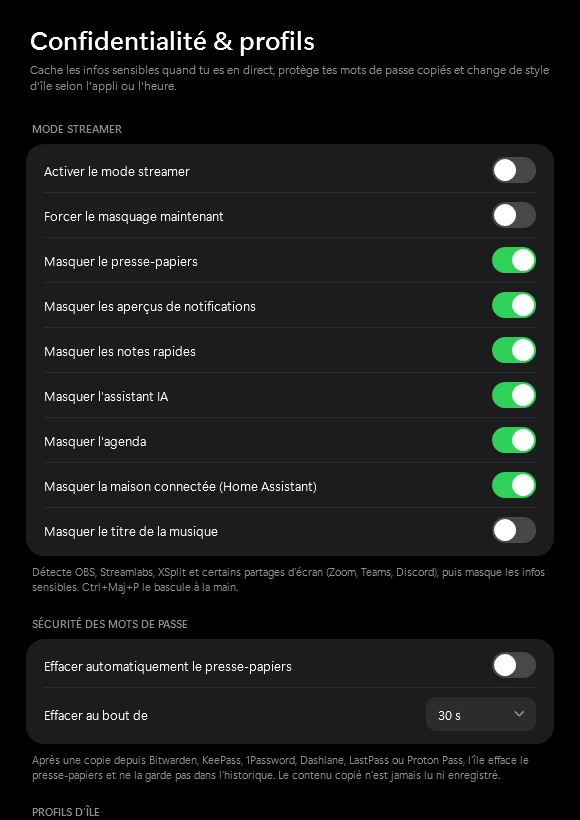 Confidentialité & profils
Cache les infos sensibles quand tu es en direct, protège tes mots de passe copiés et change de style
d'île selon l'appli ou l'heure.
MODE STREAMER
Activer le mode streamer
Forcer le masquage maintenant
Masquer le presse-papiers
Masquer les aperçus de notifications
Masquer les notes rapides
Masquer l'assistant IA
Masquer l'agenda
Masquer la maison connectée (Home Assistant)
Masquer le titre de la musique
Détecte OBS, Streamlabs, XSplit et certains partages d'écran (Zoom, Teams, Discord), puis masque les infos
sensibles. Ctrl+Maj+P le bascule à la main.
SÉCURITÉ DES MOTS DE PASSE
Effacer automatiquement le presse-papiers
Effacer au bout de
30 s
Après une copie depuis Bitwarden, KeePass, 1Password, Dashlane, LastPass ou Proton Pass, l'île efface le
presse-papiers et ne la garde pas dans l'historique. Le contenu copié n'est jamais lu ni enregistré.
PROFILS D'ÎLE